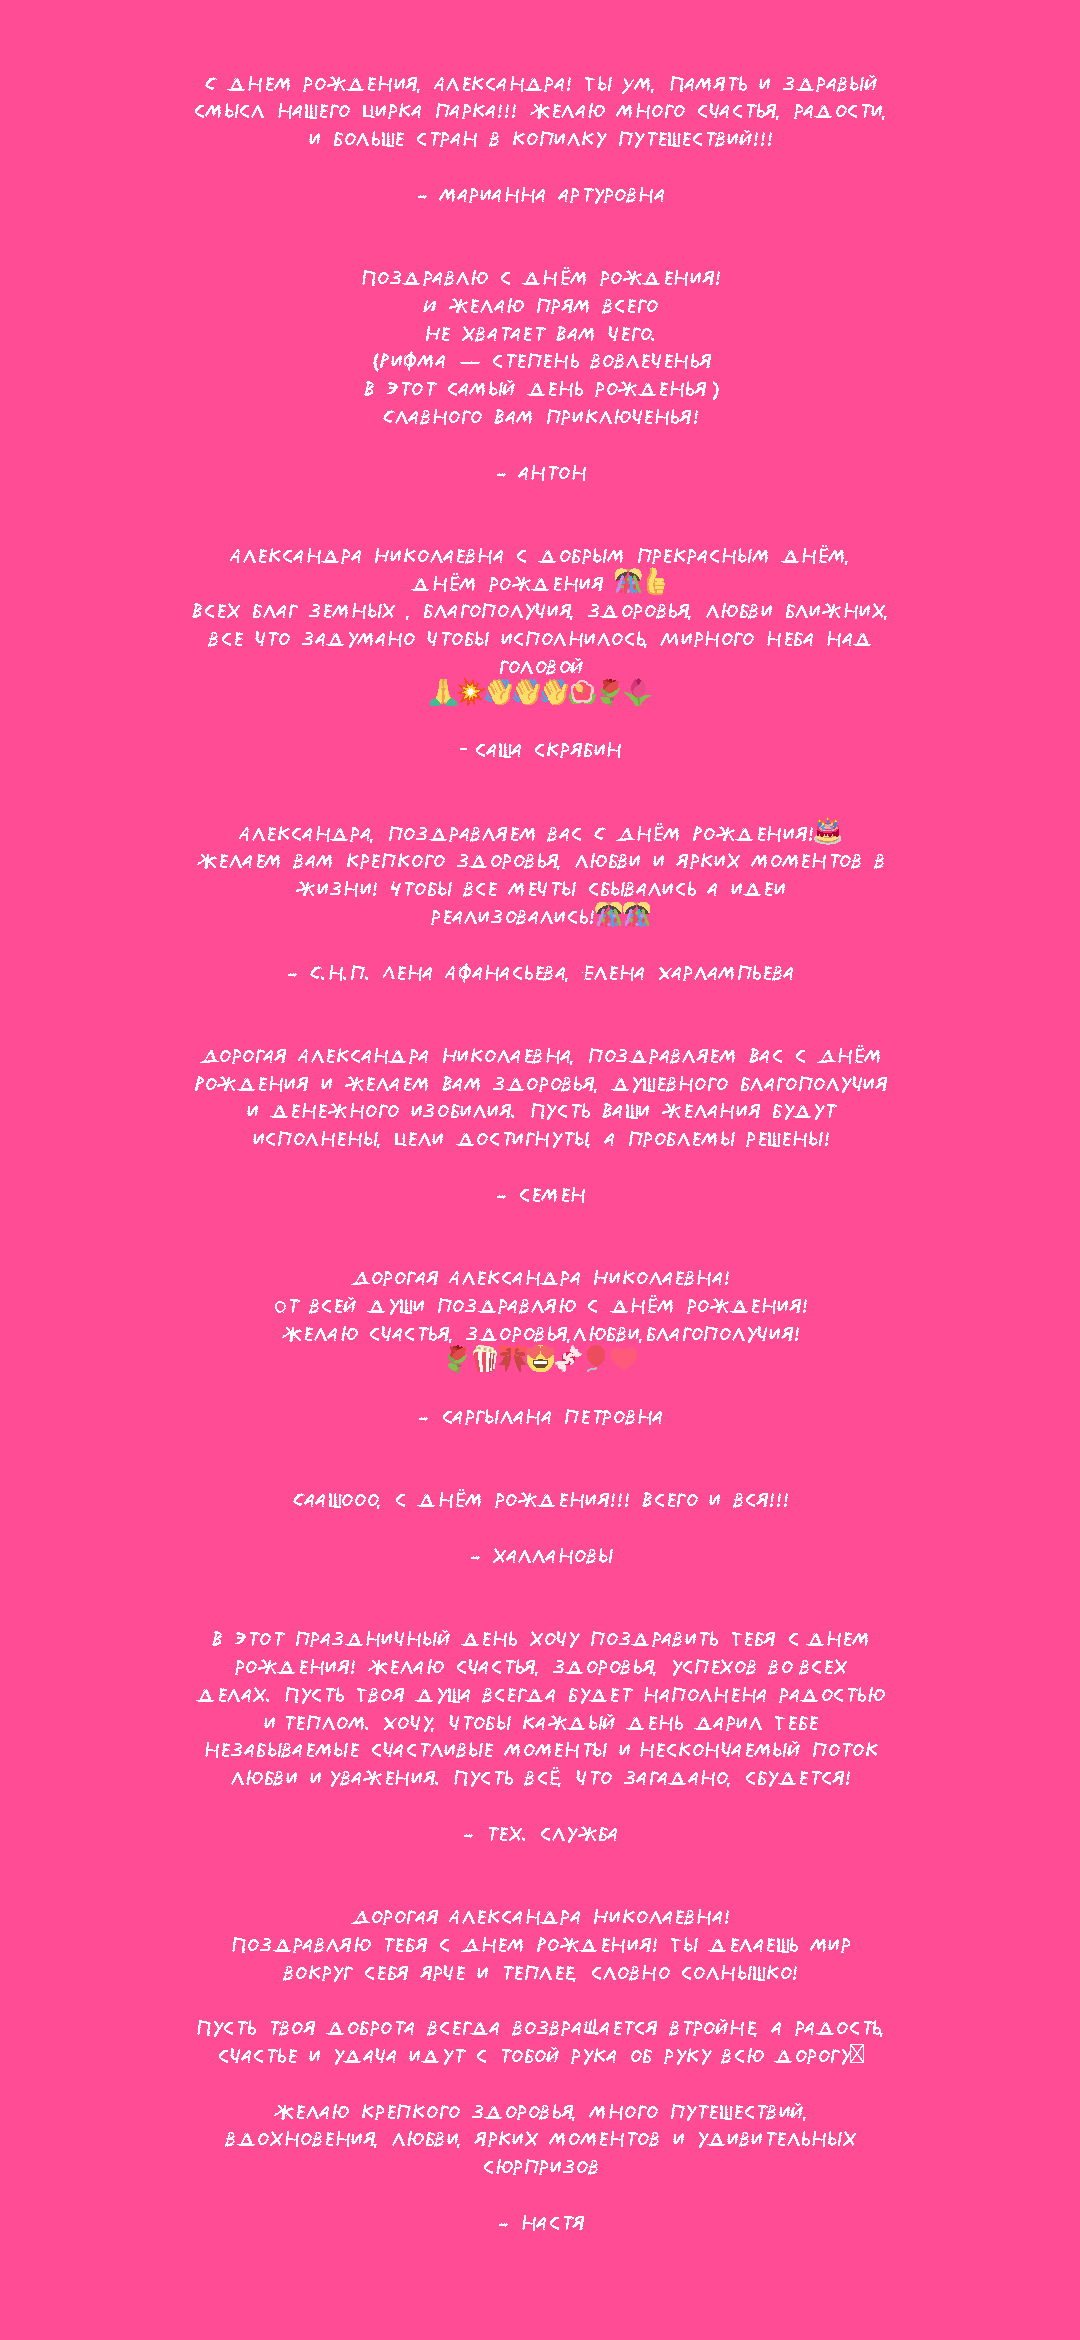 С ДНЕМ РОЖДЕНИЯ, АЛЕКСАНДРА! ТЫ УМ, ПАМЯТЬ И ЗДРАВЫЙ
СМЫСЛ НАШЕГО ЦИРКА ПАРКА!!! ЖЕЛАЮ МНОГО СЧАСТЬЯ, РАДОСТИ,
И БОЛЬШЕ СТРАН В КОПИЛКУ ПУТЕШЕСТВИЙ!!!
- МАРИАННА АРТУРОВНА
ПОЗДРАВЛЮ С ДНЁМ РОЖДЕНИЯ!
И ЖЕЛАЮ ПРЯМ ВСЕГО
НЕ ХВАТАЕТ ВАМ ЧЕГО.
(РИФМА — СТЕПЕНЬ ВОВЛЕЧЕНЬЯ
В ЭТОТ САМЫЙ ДЕНЬ РОЖДЕНЬЯ)
СЛАВНОГО ВАМ ПРИКЛЮЧЕНЬЯ!
- АНТОН
АЛЕКСАНДРА НИКОЛАЕВНА С ДОБРЫМ ПРЕКРАСНЫМ ДНЁМ,
ДНЁМ РОЖДЕНИЯ 🎊👍
ВСЕХ БЛАГ ЗЕМНЫХ , БЛАГОПОЛУЧИЯ, ЗДОРОВЬЯ, ЛЮБВИ БЛИЖНИХ,
ВСЕ ЧТО ЗАДУМАНО ЧТОБЫ ИСПОЛНИЛОСЬ, МИРНОГО НЕБА НАД
ГОЛОВОЙ
🙏💥👏👏👏💐🌹🌷
- САША СКРЯБИН
АЛЕКСАНДРА, ПОЗДРАВЛЯЕМ ВАС С ДНЁМ РОЖДЕНИЯ!🎂
ЖЕЛАЕМ ВАМ КРЕПКОГО ЗДОРОВЬЯ, ЛЮБВИ И ЯРКИХ МОМЕНТОВ В
ЖИЗНИ! ЧТОБЫ ВСЕ МЕЧТЫ СБЫВАЛИСЬ А ИДЕИ
РЕАЛИЗОВАЛИСЬ!🎊🎊
- С.Н.П. ЛЕНА АФАНАСЬЕВА, ЕЛЕНА ХАРЛАМПЬЕВА
ДОРОГАЯ АЛЕКСАНДРА НИКОЛАЕВНА, ПОЗДРАВЛЯЕМ ВАС С ДНЁМ
РОЖДЕНИЯ И ЖЕЛАЕМ ВАМ ЗДОРОВЬЯ, ДУШЕВНОГО БЛАГОПОЛУЧИЯ
И ДЕНЕЖНОГО ИЗОБИЛИЯ. ПУСТЬ ВАШИ ЖЕЛАНИЯ БУДУТ
ИСПОЛНЕНЫ, ЦЕЛИ ДОСТИГНУТЫ, А ПРОБЛЕМЫ РЕШЕНЫ!
- СЕМЕН
ДОРОГАЯ АЛЕКСАНДРА НИКОЛАЕВНА!
ОТ ВСЕЙ ДУШИ ПОЗДРАВЛЯЮ С ДНЁМ РОЖДЕНИЯ!
ЖЕЛАЮ СЧАСТЬЯ, ЗДОРОВЬЯ,ЛЮБВИ,БЛАГОПОЛУЧИЯ!
🌹🍿🎀😍🍬🎈❤
- САРГЫЛАНА ПЕТРОВНА
СААШООО, С ДНЁМ РОЖДЕНИЯ!!! ВСЕГО И ВСЯ!!!
- ХАЛЛАНОВЫ
В ЭТОТ ПРАЗДНИЧНЫЙ ДЕНЬ ХОЧУ ПОЗДРАВИТЬ ТЕБЯ С ДНЕМ
РОЖДЕНИЯ! ЖЕЛАЮ СЧАСТЬЯ, ЗДОРОВЬЯ, УСПЕХОВ ВО ВСЕХ
ДЕЛАХ. ПУСТЬ ТВОЯ ДУША ВСЕГДА БУДЕТ НАПОЛНЕНА РАДОСТЬЮ
И ТЕПЛОМ. ХОЧУ, ЧТОБЫ КАЖДЫЙ ДЕНЬ ДАРИЛ ТЕБЕ
НЕЗАБЫВАЕМЫЕ СЧАСТЛИВЫЕ МОМЕНТЫ И НЕСКОНЧАЕМЫЙ ПОТОК
ЛЮБВИ И УВАЖЕНИЯ. ПУСТЬ ВСЁ, ЧТО ЗАГАДАНО, СБУДЕТСЯ!
- ТЕХ. СЛУЖБА
ДОРОГАЯ АЛЕКСАНДРА НИКОЛАЕВНА!
ПОЗДРАВЛЯЮ ТЕБЯ С ДНЕМ РОЖДЕНИЯ! ТЫ ДЕЛАЕШЬ МИР
ВОКРУГ СЕБЯ ЯРЧЕ И ТЕПЛЕЕ, СЛОВНО СОЛНЫШКО!
ПУСТЬ ТВОЯ ДОБРОТА ВСЕГДА ВОЗВРАЩАЕТСЯ ВТРОЙНЕ, А РАДОСТЬ,
СЧАСТЬЕ И УДАЧА ИДУТ С ТОБОЙ РУКА ОБ РУКУ ВСЮ ДОРОГУ
ЖЕЛАЮ КРЕПКОГО ЗДОРОВЬЯ, МНОГО ПУТЕШЕСТВИЙ,
ВДОХНОВЕНИЯ, ЛЮБВИ, ЯРКИХ МОМЕНТОВ И УДИВИТЕЛЬНЫХ
СЮРПРИЗОВ
- НАСТЯ